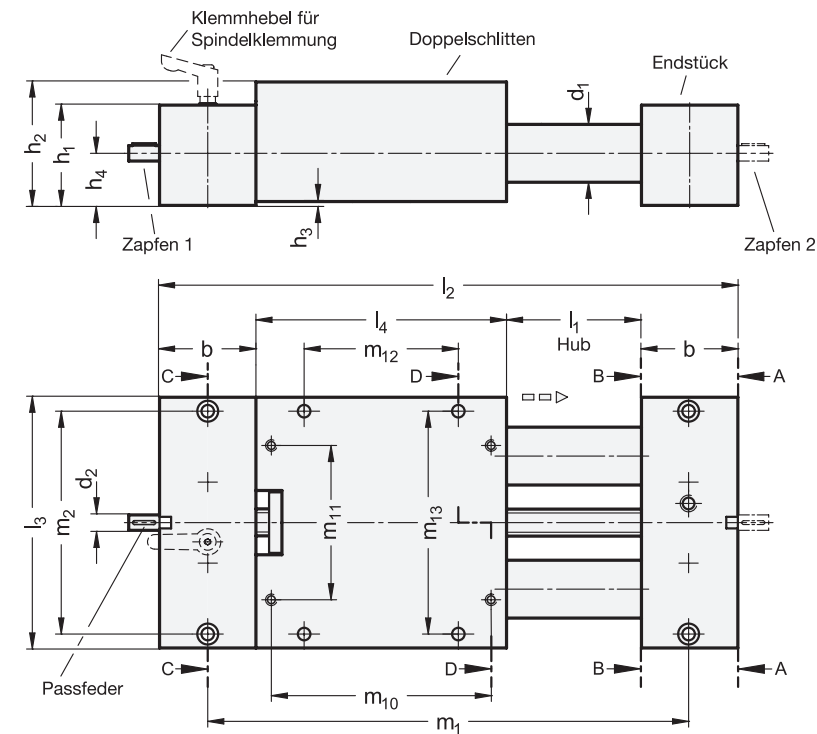 Klemmhebel für
Spindelklemmung
Doppelschlitten
Endstück
d1
h2
h1
h4
h3
Zapfen 1
Zapfen 2
l2
l4
l1
Hub
b
b
m12
C
D
B
A
d2
l3
m2
m11
m13
C
D
B
A
Passfeder
m10
m1